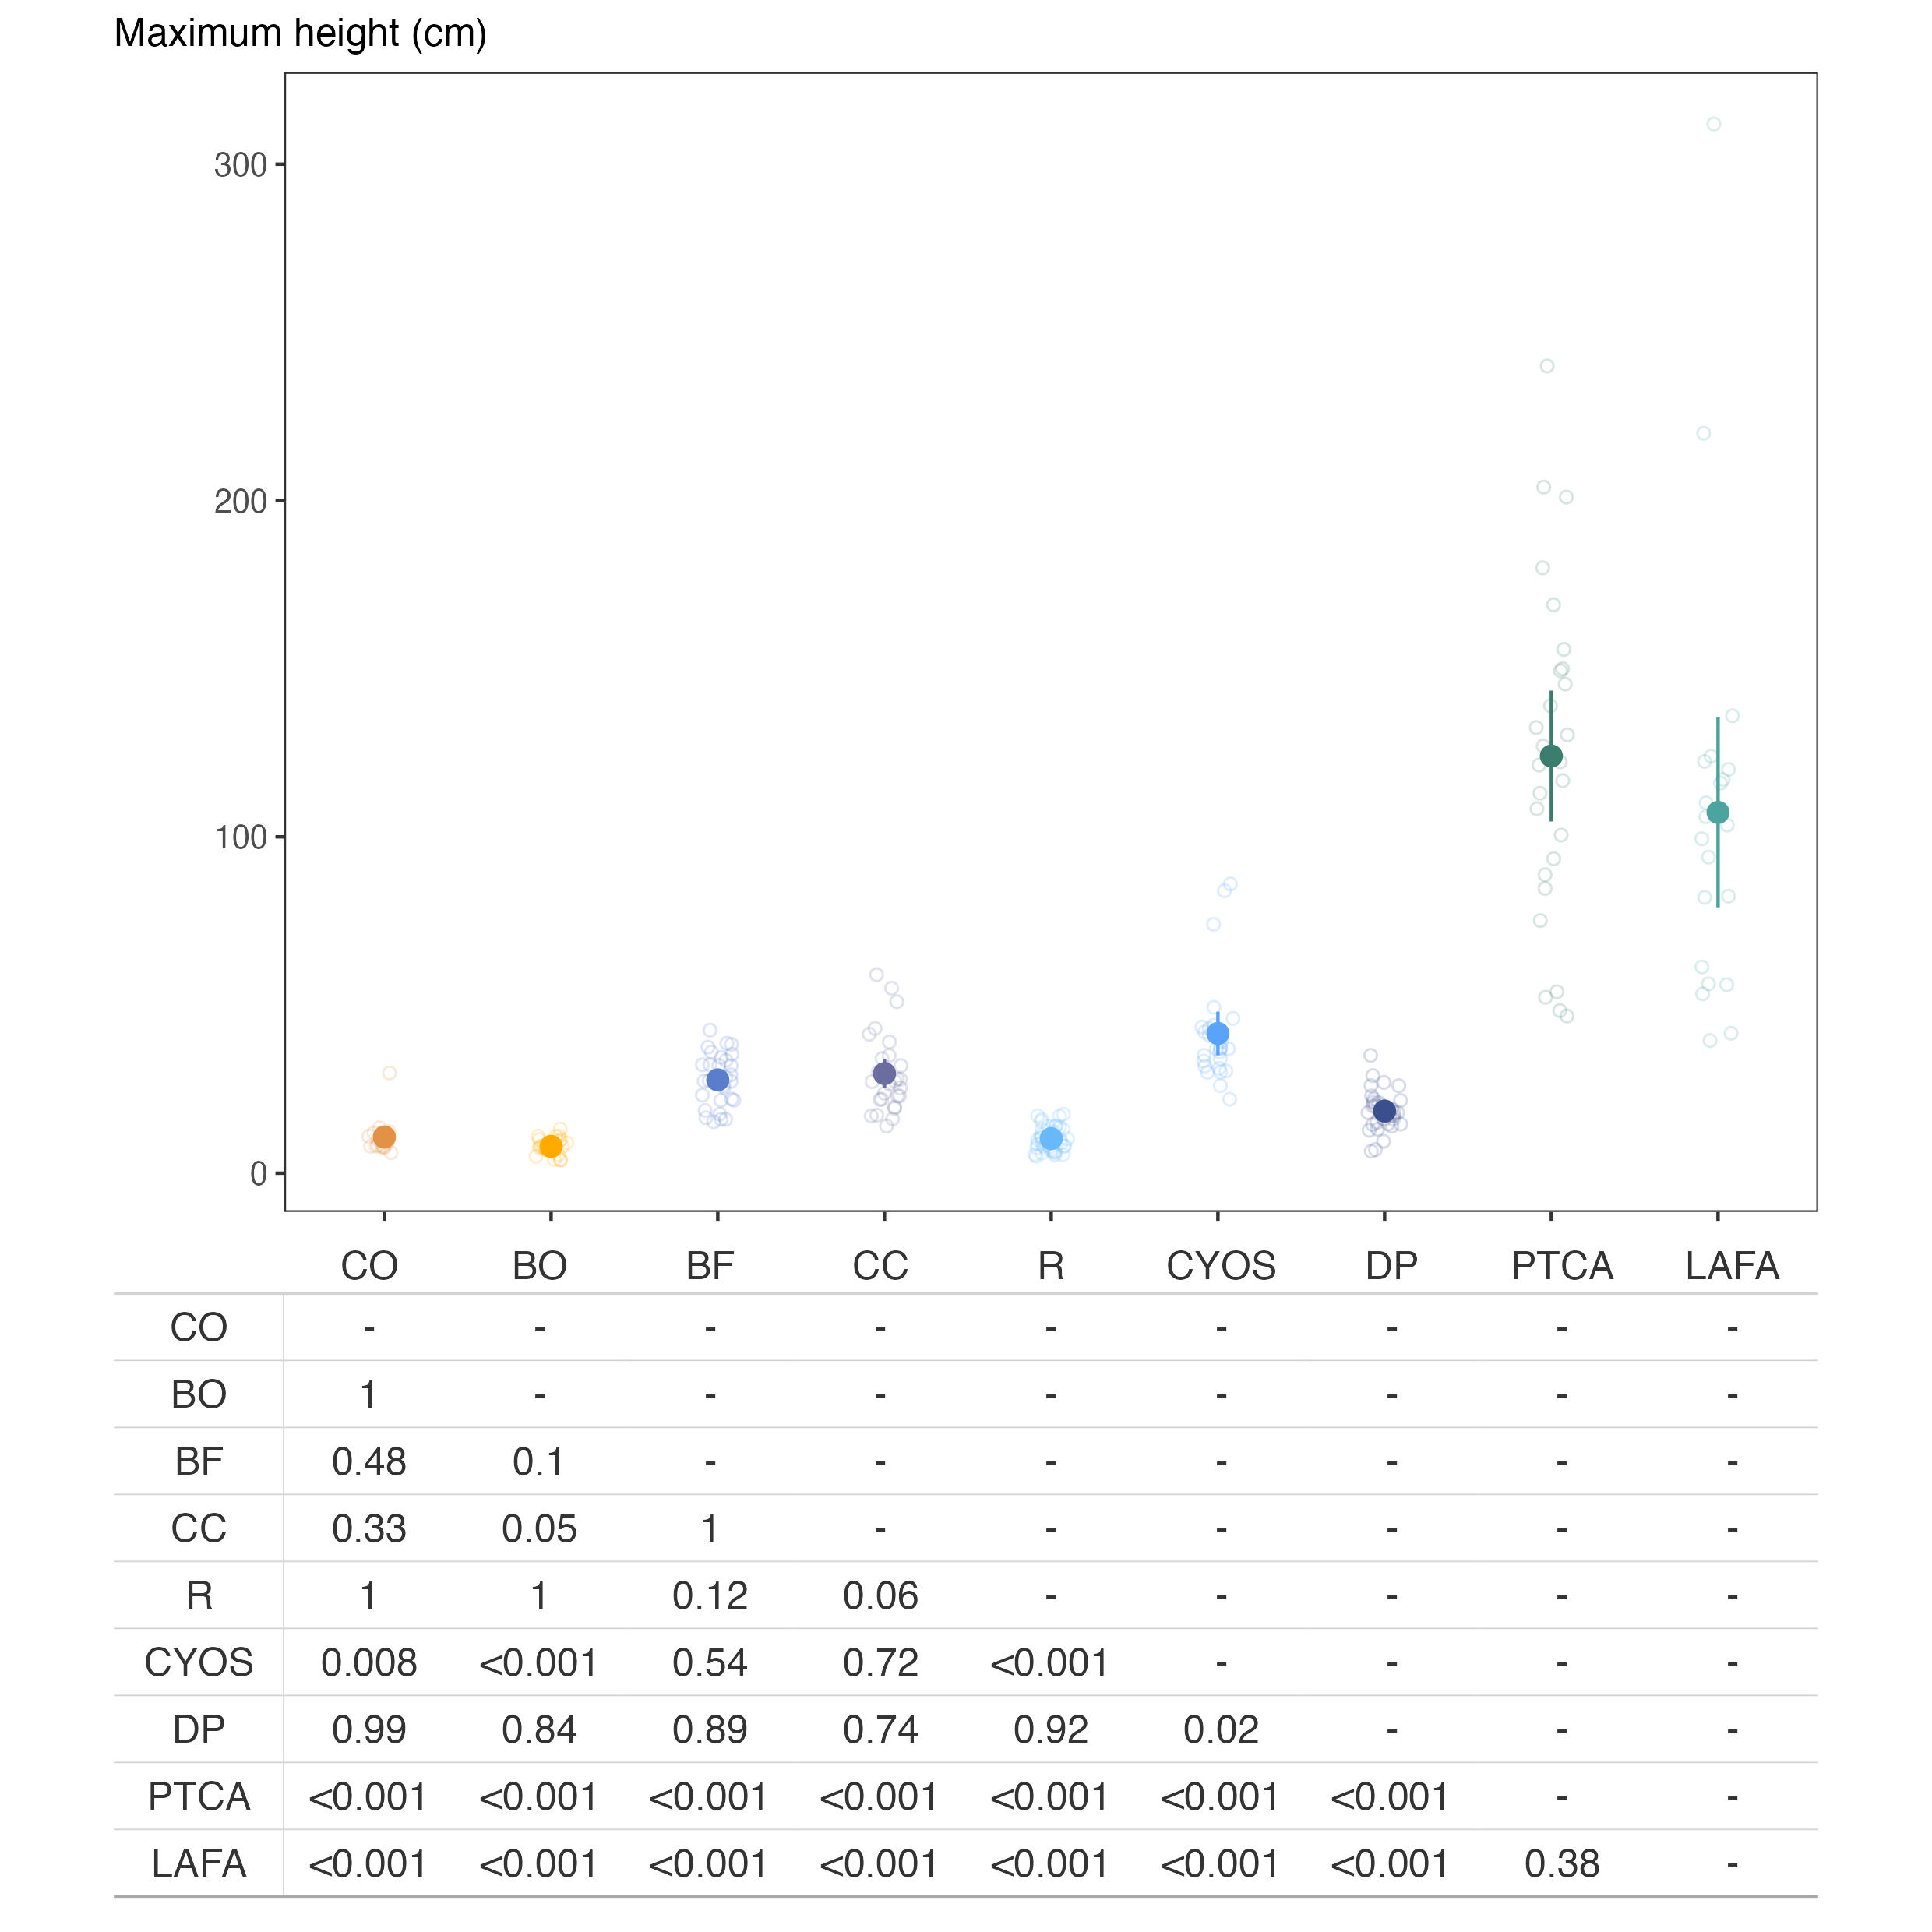 Maximum height (cm)
300
200
100
0
CO BO BF CC R CYOS DP PTCA LAFA
CO - - - - - - - - -
BO 1 - - - - - - - -
BF 0.48 0.1 - - - - - - -
CC 0.33 0.05 1 - - - - - -
R 1 1 0.12 0.06 - - - - -
CYOS 0.008 <0.001 0.54 0.72 <0.001 - - - -
DP 0.99 0.84 0.89 0.74 0.92 0.02 - - -
PTCA <0.001 <0.001 <0.001 <0.001 <0.001 <0.001 <0.001 - -
LAFA <0.001 <0.001 <0.001 <0.001 <0.001 <0.001 <0.001 0.38 -